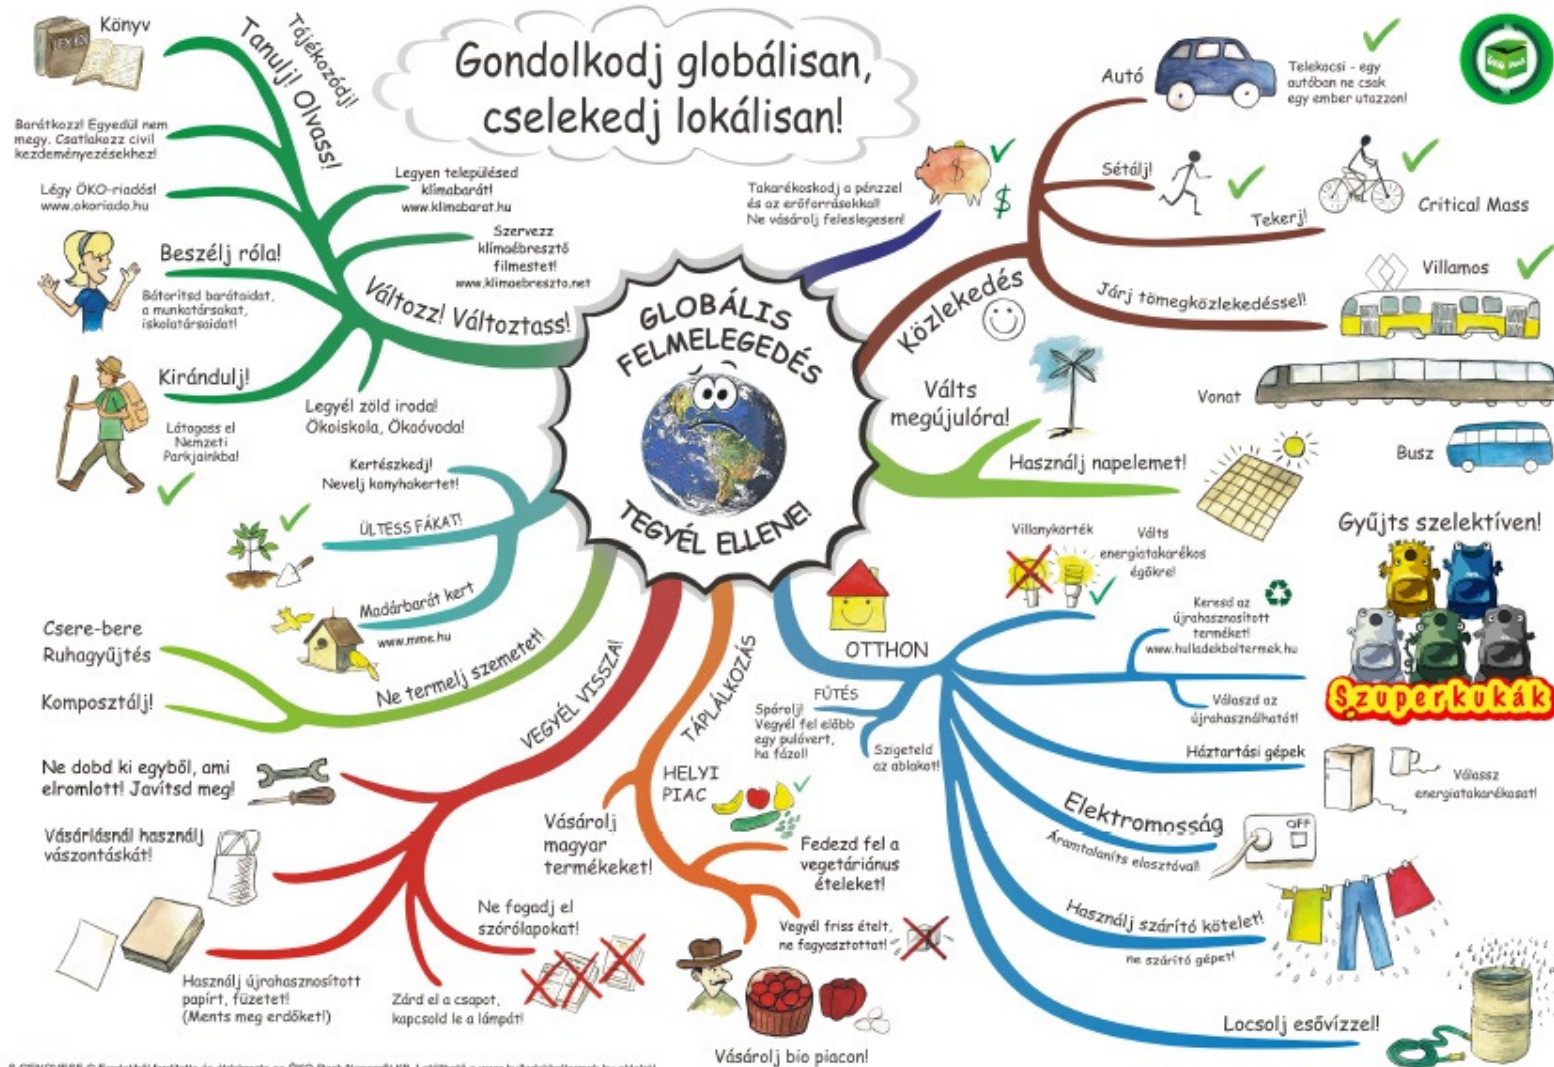 Gondolkodj globálisan,
cselekedj lokálisan!
GLOBÁLIS
FELMELEGEDÉS
TEGYÉL ELLENE!
Könyv
Tájékozódj!
Tanulj! Olvass!
Barátkozz! Egyedül nem
megy. Csatlakozz civil
kezdeményezésekhez!
Légy ÖKO-riadós!
www.okoriado.hu
Beszélj róla!
Bátorítsd barátaidat,
a munkatársakat,
iskolatársaidat!
Kirándulj!
Látogass el
Nemzeti
Parkjainkba!
Legyen településed
klímabarát!
www.klimabarat.hu
Szervezz
klímaébresztő
filmestet!
www.klimaebreszto.net
Változz! Változtass!
Legyél zöld iroda!
Ökoiskola, Ökoóvoda!
Takarékoskodj a pénzzel
és az erőforrásokkal!
Ne vásárolj feleslegesen!
$
$
Közlekedés
Autó
Telekocsi - egy
autóban ne csak
egy ember utazzon!
ÖKO Pack
Sétálj!
Tekerj!
Critical Mass
Járj tömegközlekedéssel!
Villamos
Vonat
Busz
Válts
megújulóra!
Használj napelemet!
Kertészkedj!
Nevelj konyhakertet!
ÜLTESS FÁKAT!
Madárbarát kert
www.mme.hu
Ne termelj szemetet!
Csere-bere
Ruhagyűjtés
Komposztálj!
VEGYÉL VISSZA!
Ne dobd ki egyből, ami
elromlott! Javítsd meg!
Vásárlásnál használj
vászontáskát!
Használj újrahasznosított
papírt, füzetet!
(Ments meg erdőket!)
Zárd el a csapot,
kapcsold le a lámpát!
Ne fogadj el
szórólapokat!
TÁPLÁLKOZÁS
HELYI
PIAC
Vásárolj
magyar
termékeket!
Fedezd fel a
vegetáriánus
ételeket!
Vegyél friss ételt,
ne fagyasztottat!
Vásárolj bio piacon!
OTTHON
Villanykörték
Válts
energiatakarékos
égőkre!
Keresd az
újrahasznosított
terméket!
www.hulladekboltermek.hu
Válaszd az
újrahasználhatót!
Gyűjts szelektíven!
Szuperkukák
FŰTÉS
Spórolj!
Vegyél fel előbb
egy pulóvert,
ha fázol!
Szigeteld
az ablakot!
Háztartási gépek
Válassz
energiatakarékosat!
Elektromosság
Áramtalaníts elosztóval!
OFF
Használj szárító kötelet!
ne szárító gépet!
Locsolj esővízzel!